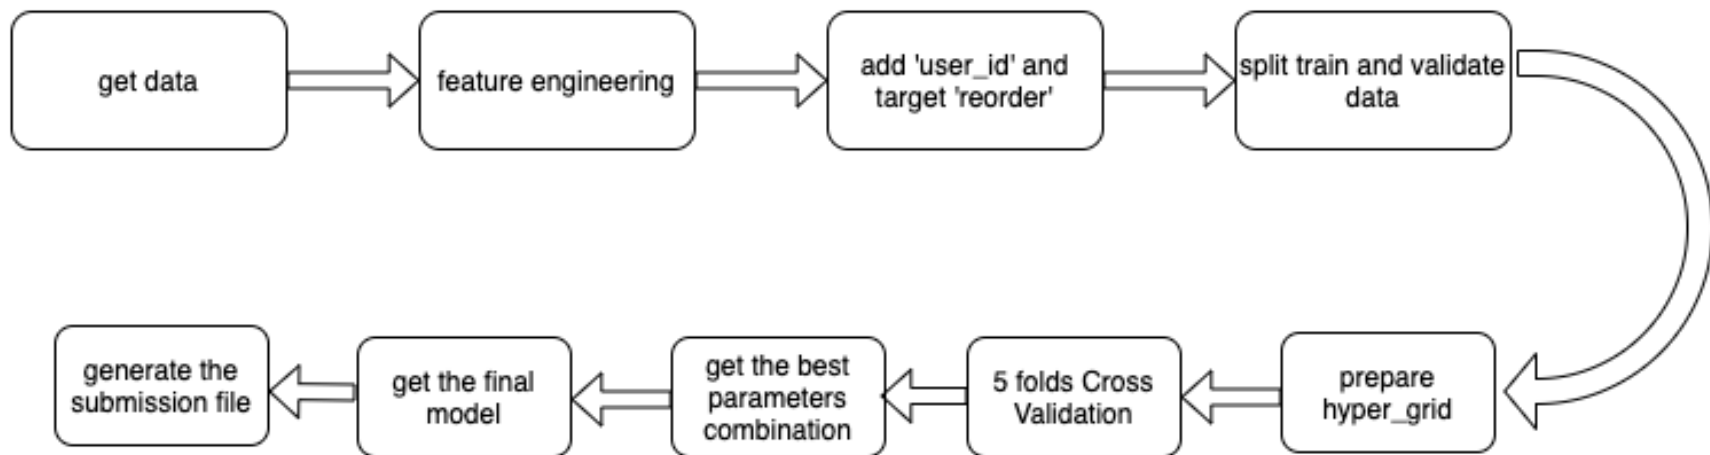 get data
feature engineering
add 'user_id' and
target 'reorder'
split train and validate
data
prepare
hyper_grid
5 folds Cross
Validation
get the best
parameters
combination
get the final
model
generate the
submission file